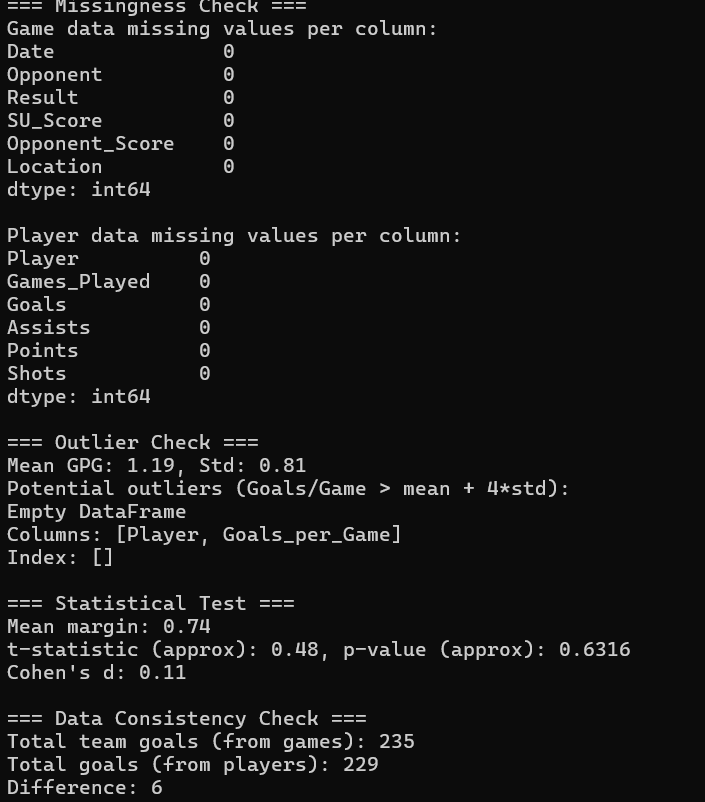 === Missingness Check ===
Game data missing values per column:
Date              0
Opponent          0
Result            0
SU_Score          0
Opponent_Score    0
Location          0
dtype: int64

Player data missing values per column:
Player          0
Games_Played    0
Goals           0
Assists         0
Points          0
Shots           0
dtype: int64

=== Outlier Check ===
Mean GPG: 1.19, Std: 0.81
Potential outliers (Goals/Game > mean + 4*std):
Empty DataFrame
Columns: [Player, Goals_per_Game]
Index: []

=== Statistical Test ===
Mean margin: 0.74
t-statistic (approx): 0.48, p-value (approx): 0.6316
Cohen's d: 0.11

=== Data Consistency Check ===
Total team goals (from games): 235
Total goals (from players): 229
Difference: 6